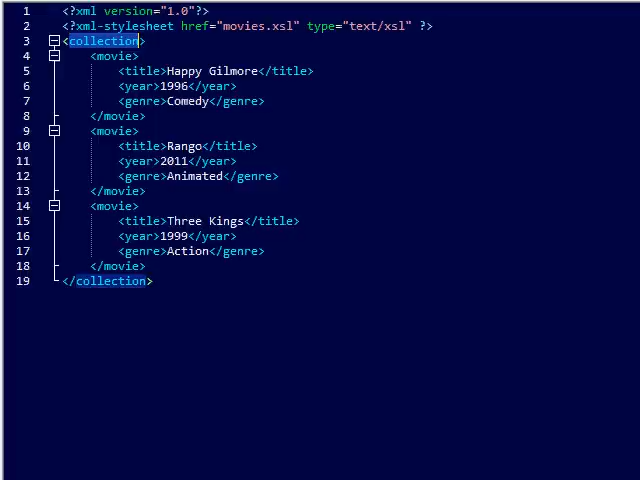 1 <?xml version="1.0"?>
2 <?xml-stylesheet href="movies.xsl" type="text/xsl" ?>
3 <collection>
4 <movie>
5 <title>Happy Gilmore</title>
6 <year>1996</year>
7 <genre>Comedy</genre>
8 </movie>
9 <movie>
10 <title>Rango</title>
11 <year>2011</year>
12 <genre>Animated</genre>
13 </movie>
14 <movie>
15 <title>Three Kings</title>
16 <year>1999</year>
17 <genre>Action</genre>
18 </movie>
19 </collection>